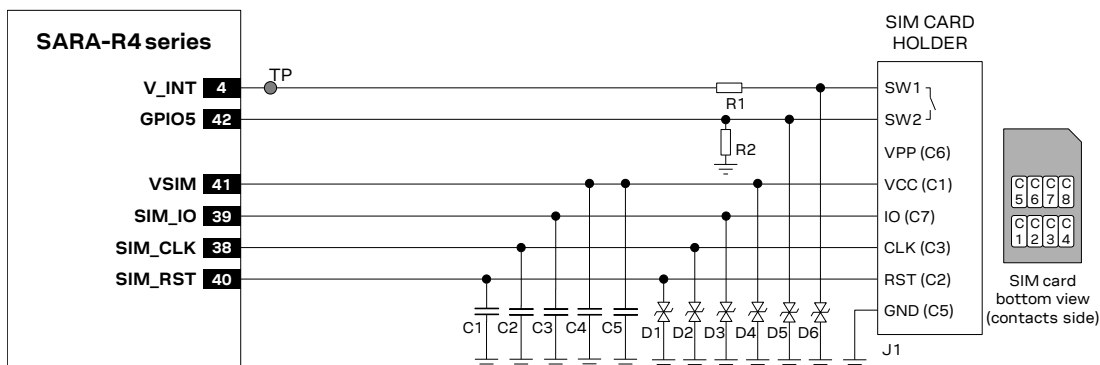 SARA-R4 series
SIM CARD
HOLDER
V_INT 4
TP
R1
SW1
GPIO5 42
R2
SW2
VPP (C6)
VSIM 41
VCC (C1)
SIM_IO 39
IO (C7)
SIM_CLK 38
CLK (C3)
SIM_RST 40
RST (C2)
C1 C2 C3 C4 C5 D1 D2 D3 D4 D5 D6
GND (C5)
J1
C5 C6 C7 C8
C1 C2 C3 C4
SIM card
bottom view
(contacts side)